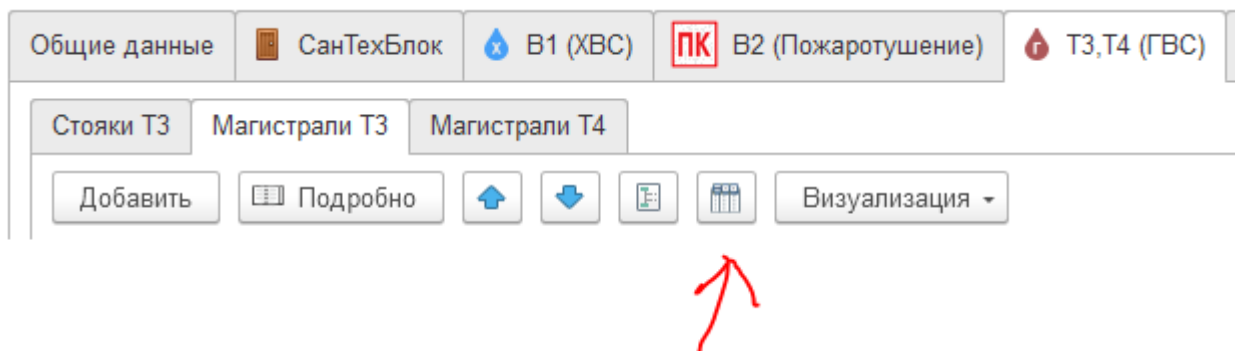 Общие данные СанТехБлок х В1 (ХВС) ПК В2 (Пожаротушение) г Т3,Т4 (ГВС)
Стояки Т3 Магистрали Т3 Магистрали Т4
Добавить Подробно Визуализация